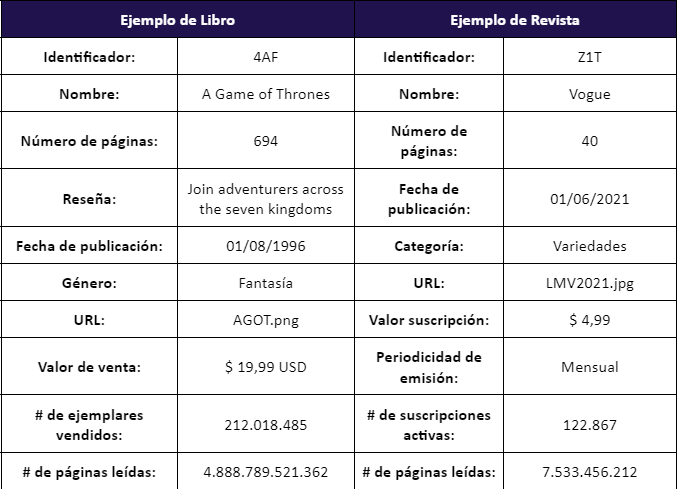 Ejemplo de Libro
Ejemplo de Revista
Identificador:
4AF
Identificador:
Z1T
Nombre:
A Game of Thrones
Nombre:
Vogue
Número de páginas:
694
Número de
páginas:
40
Reseña:
Join adventurers across
the seven kingdoms
Fecha de
publicación:
01/06/2021
Fecha de publicación:
01/08/1996
Categoría:
Variedades
Género:
Fantasía
URL:
LMV2021.jpg
URL:
AGOT.png
Valor suscripción:
$ 4,99
Valor de venta:
$ 19,99 USD
Periodicidad de
emisión:
Mensual
# de ejemplares
vendidos:
212.018.485
# de suscripciones
activas:
122.867
# de páginas leídas:
4.888.789.521.362
# de páginas leídas:
7.533.456.212